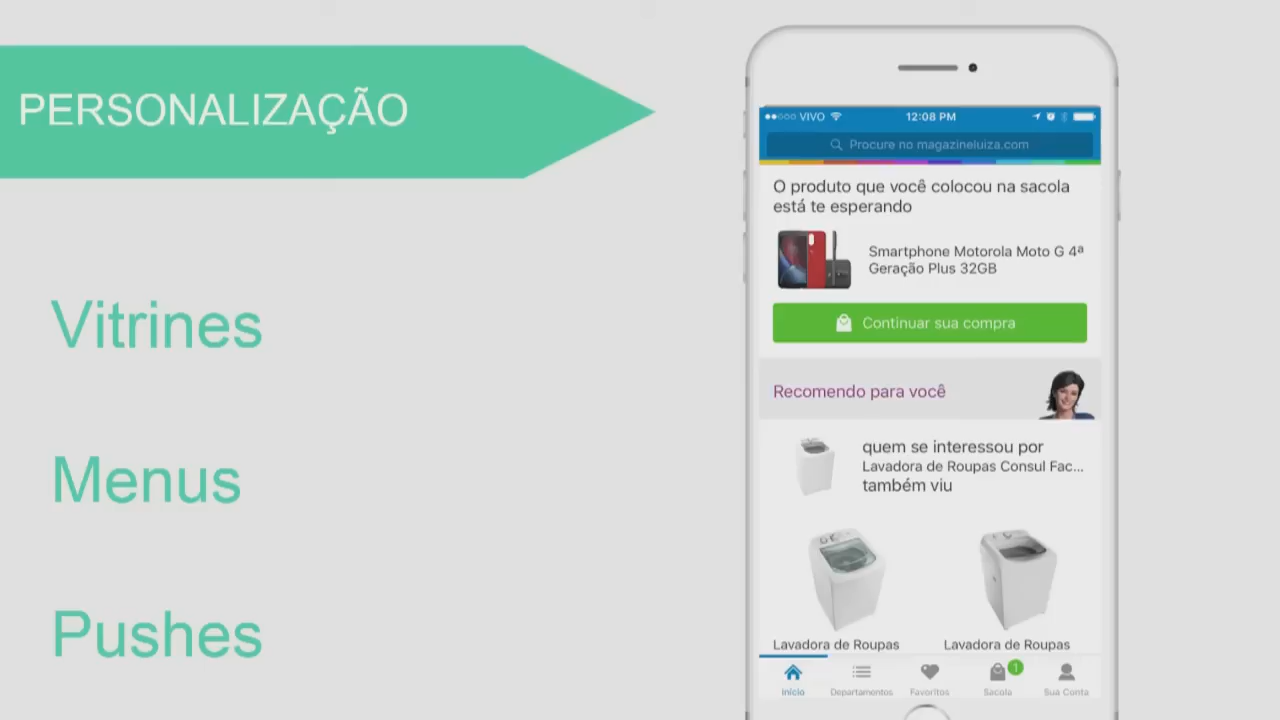 PERSONALIZAÇÃO
Vitrines
Menus
Pushes
VIVO
12:08 PM
Procure no magazineluiza.com
O produto que você colocou na sacola
está te esperando
Smartphone Motorola Moto G 4ª
Geração Plus 32GB
Continuar sua compra
Recomendo para você
quem se interessou por
Lavadora de Roupas Consul Fac...
também viu
Lavadora de Roupas
Lavadora de Roupas
1
Início
Departamentos
Favoritos
Sacola
Sua Conta